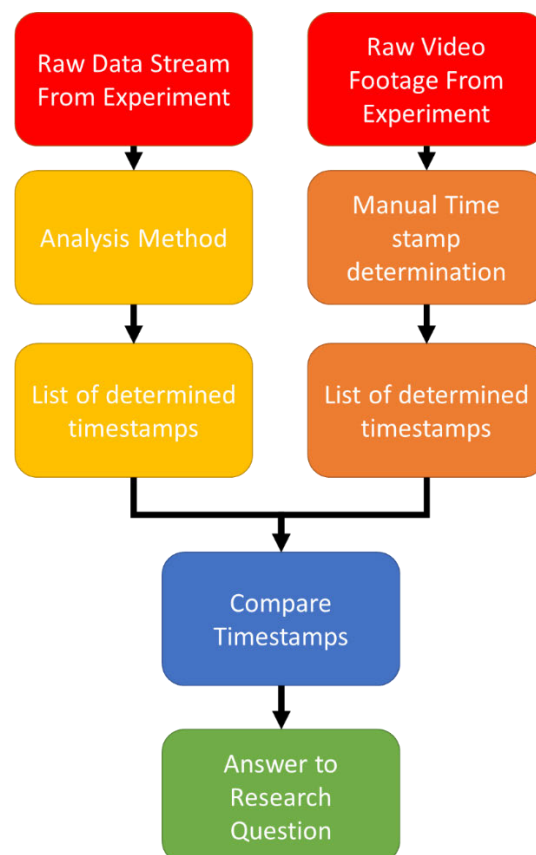 Raw Data Stream
From Experiment
Raw Video
Footage From
Experiment
Analysis Method
Manual Time
stamp
determination
List of determined
timestamps
List of determined
timestamps
Compare
Timestamps
Answer to
Research
Question